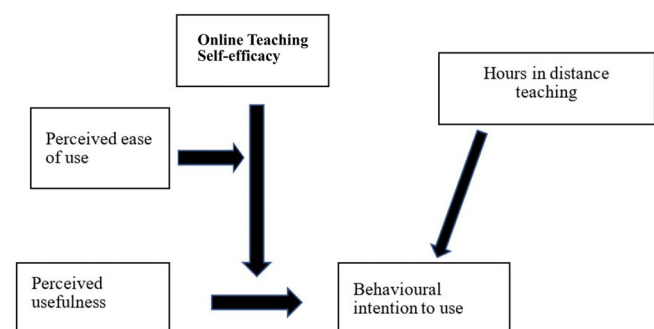 Online Teaching
Self-efficacy
Hours in distance
teaching
Perceived ease
of use
Perceived
usefulness
Behavioural
intention to use